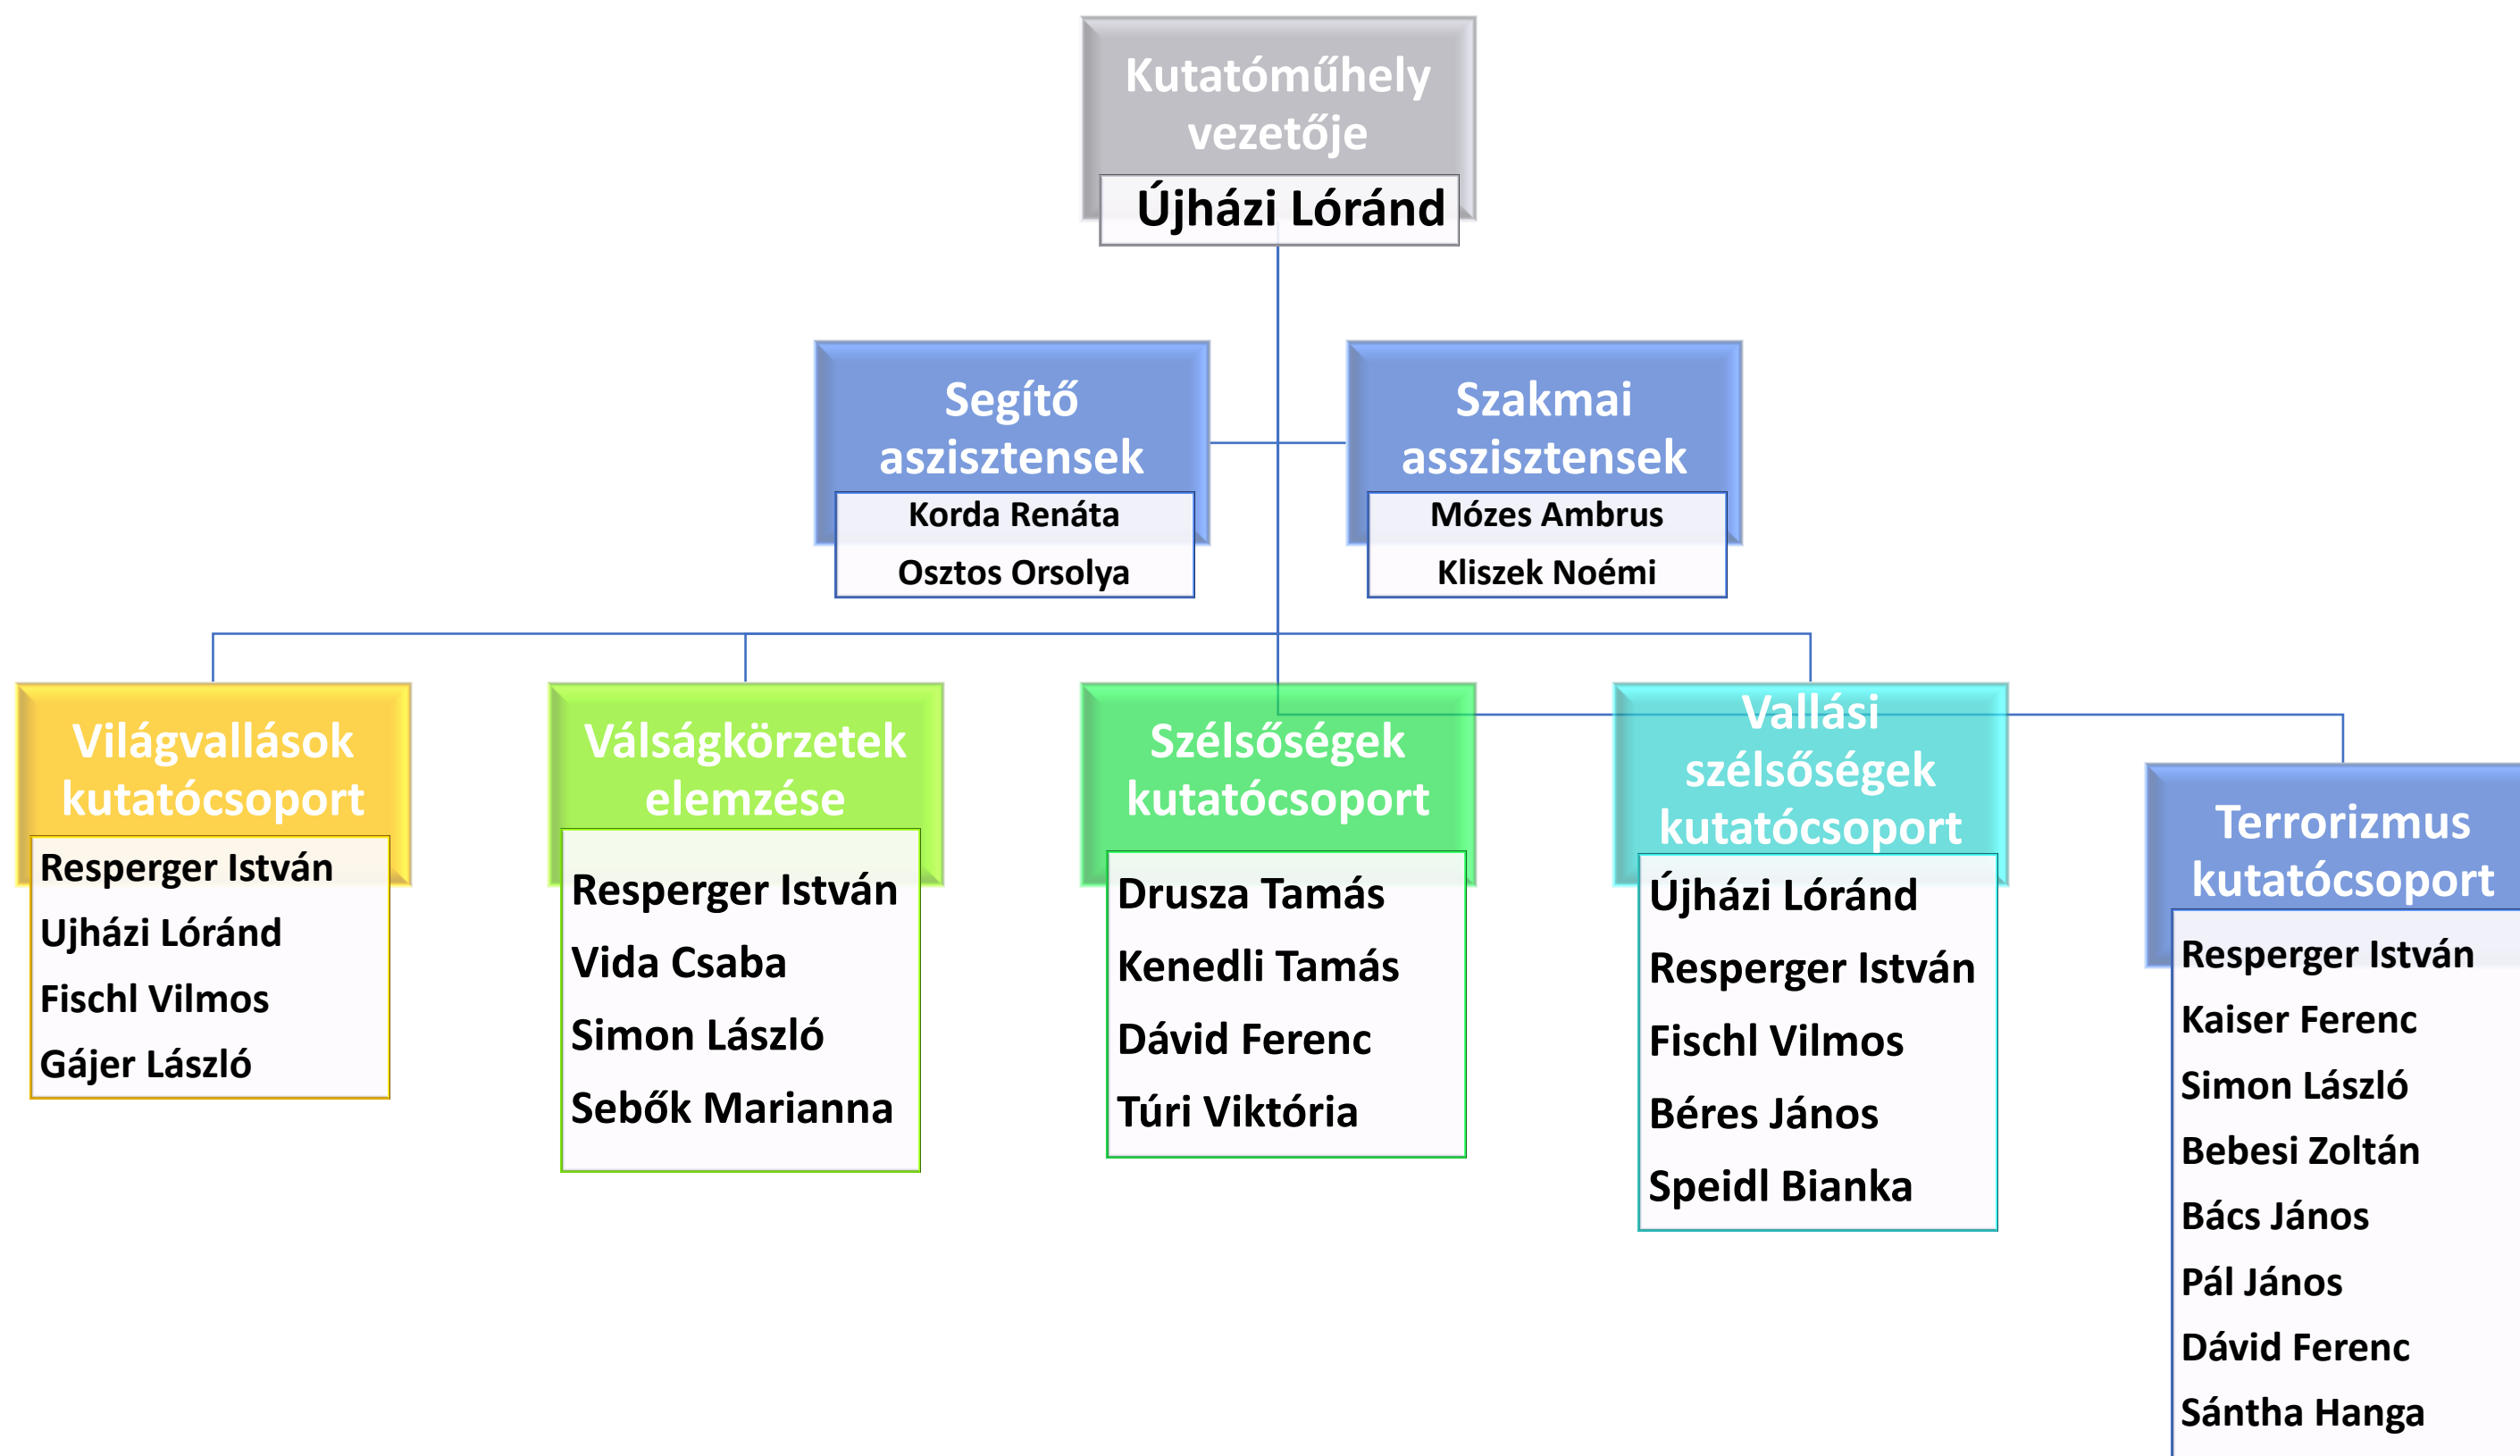 Kutatóműhely
vezetője
Újházi Lóránd
Segítő
aszisztensek
Korda Renáta
Osztos Orsolya
Szakmai
asszisztensek
Mózes Ambrus
Kliszek Noémi
Világvallások
kutatócsoport
Resperger István
Ujházi Lóránd
Fischl Vilmos
Gájer László
Válságkörzetek
elemzése
Resperger István
Vida Csaba
Simon László
Sebők Marianna
Szélsőségek
kutatócsoport
Drusza Tamás
Kenedli Tamás
Dávid Ferenc
Túri Viktória
Vallási
szélsőségek
kutatócsoport
Újházi Lóránd
Resperger István
Fischl Vilmos
Béres János
Speidl Bianka
Terrorizmus
kutatócsoport
Resperger István
Kaiser Ferenc
Simon László
Bebesi Zoltán
Bács János
Pál János
Dávid Ferenc
Sántha Hanga